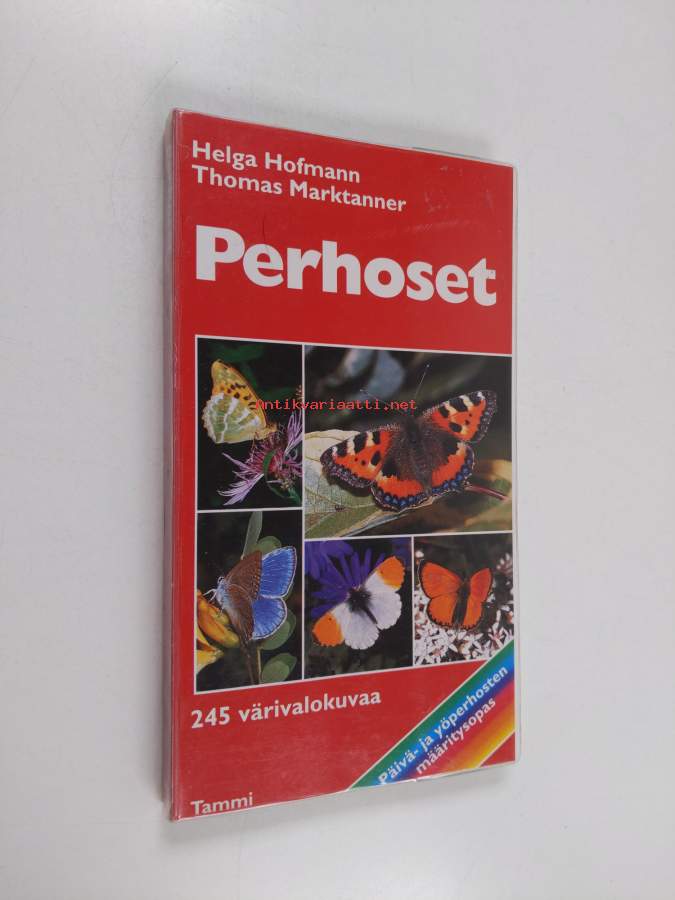 Helga Hofmann
Thomas Marktanner
Perhoset
Antikvariaatti.net
245 värivalokuvaa
Päivä- ja yöperhosten
määritysopas
Tammi